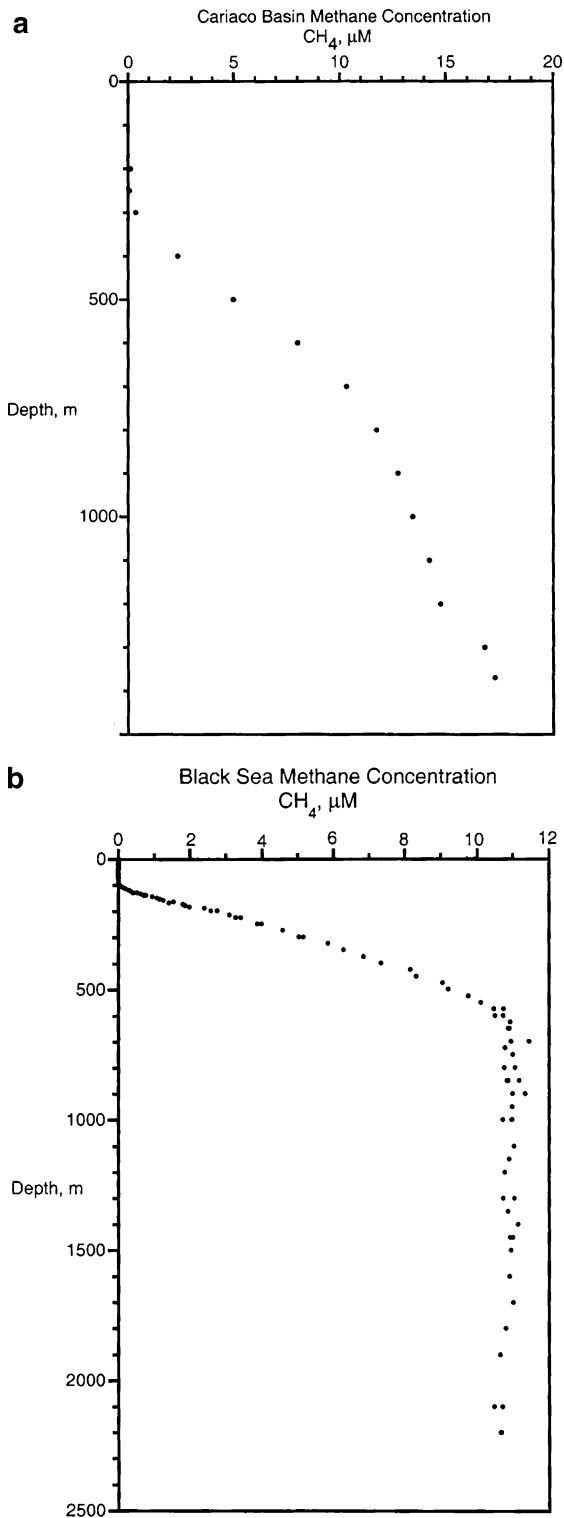 a
Cariaco Basin Methane Concentration
CH4, μM
0 5 10 15 20
0
500
Depth, m
1000
b
Black Sea Methane Concentration
CH4, μM
0 2 4 6 8 10 12
0
500
1000
Depth, m
1500
2000
2500